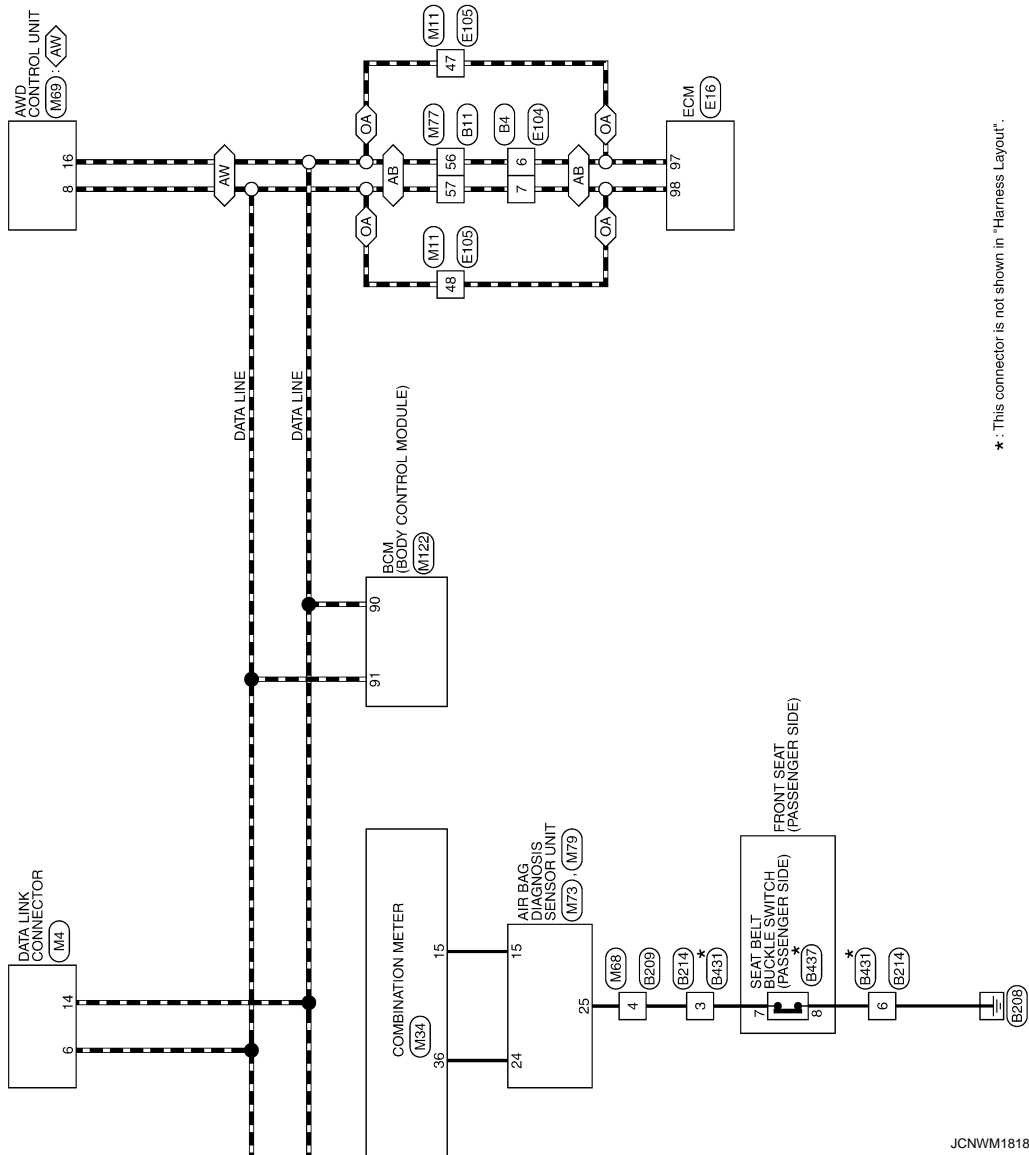 AWD
CONTROL UNIT
M69 : AW
8
16
AW
OA
OA
AB
M11
E105
47
M77
B11
57
56
B4
E104
7
6
M11
E105
48
AB
OA
OA
98
97
ECM
E16
DATA LINE
DATA LINE
BCM
(BODY CONTROL MODULE)
M122
91
90
DATA LINK
CONNECTOR
M4
6
14
COMBINATION METER
M34
36
15
AIR BAG
DIAGNOSIS
SENSOR UNIT
M73 , M79
24
15
25
M68
4
B209
B214
3
*
B431
FRONT SEAT
(PASSENGER SIDE)
SEAT BELT
BUCKLE SWITCH
(PASSENGER SIDE)
*
B437
7
8
*
B431
6
B214
B208
* : This connector is not shown in "Harness Layout".
JCNWM1818